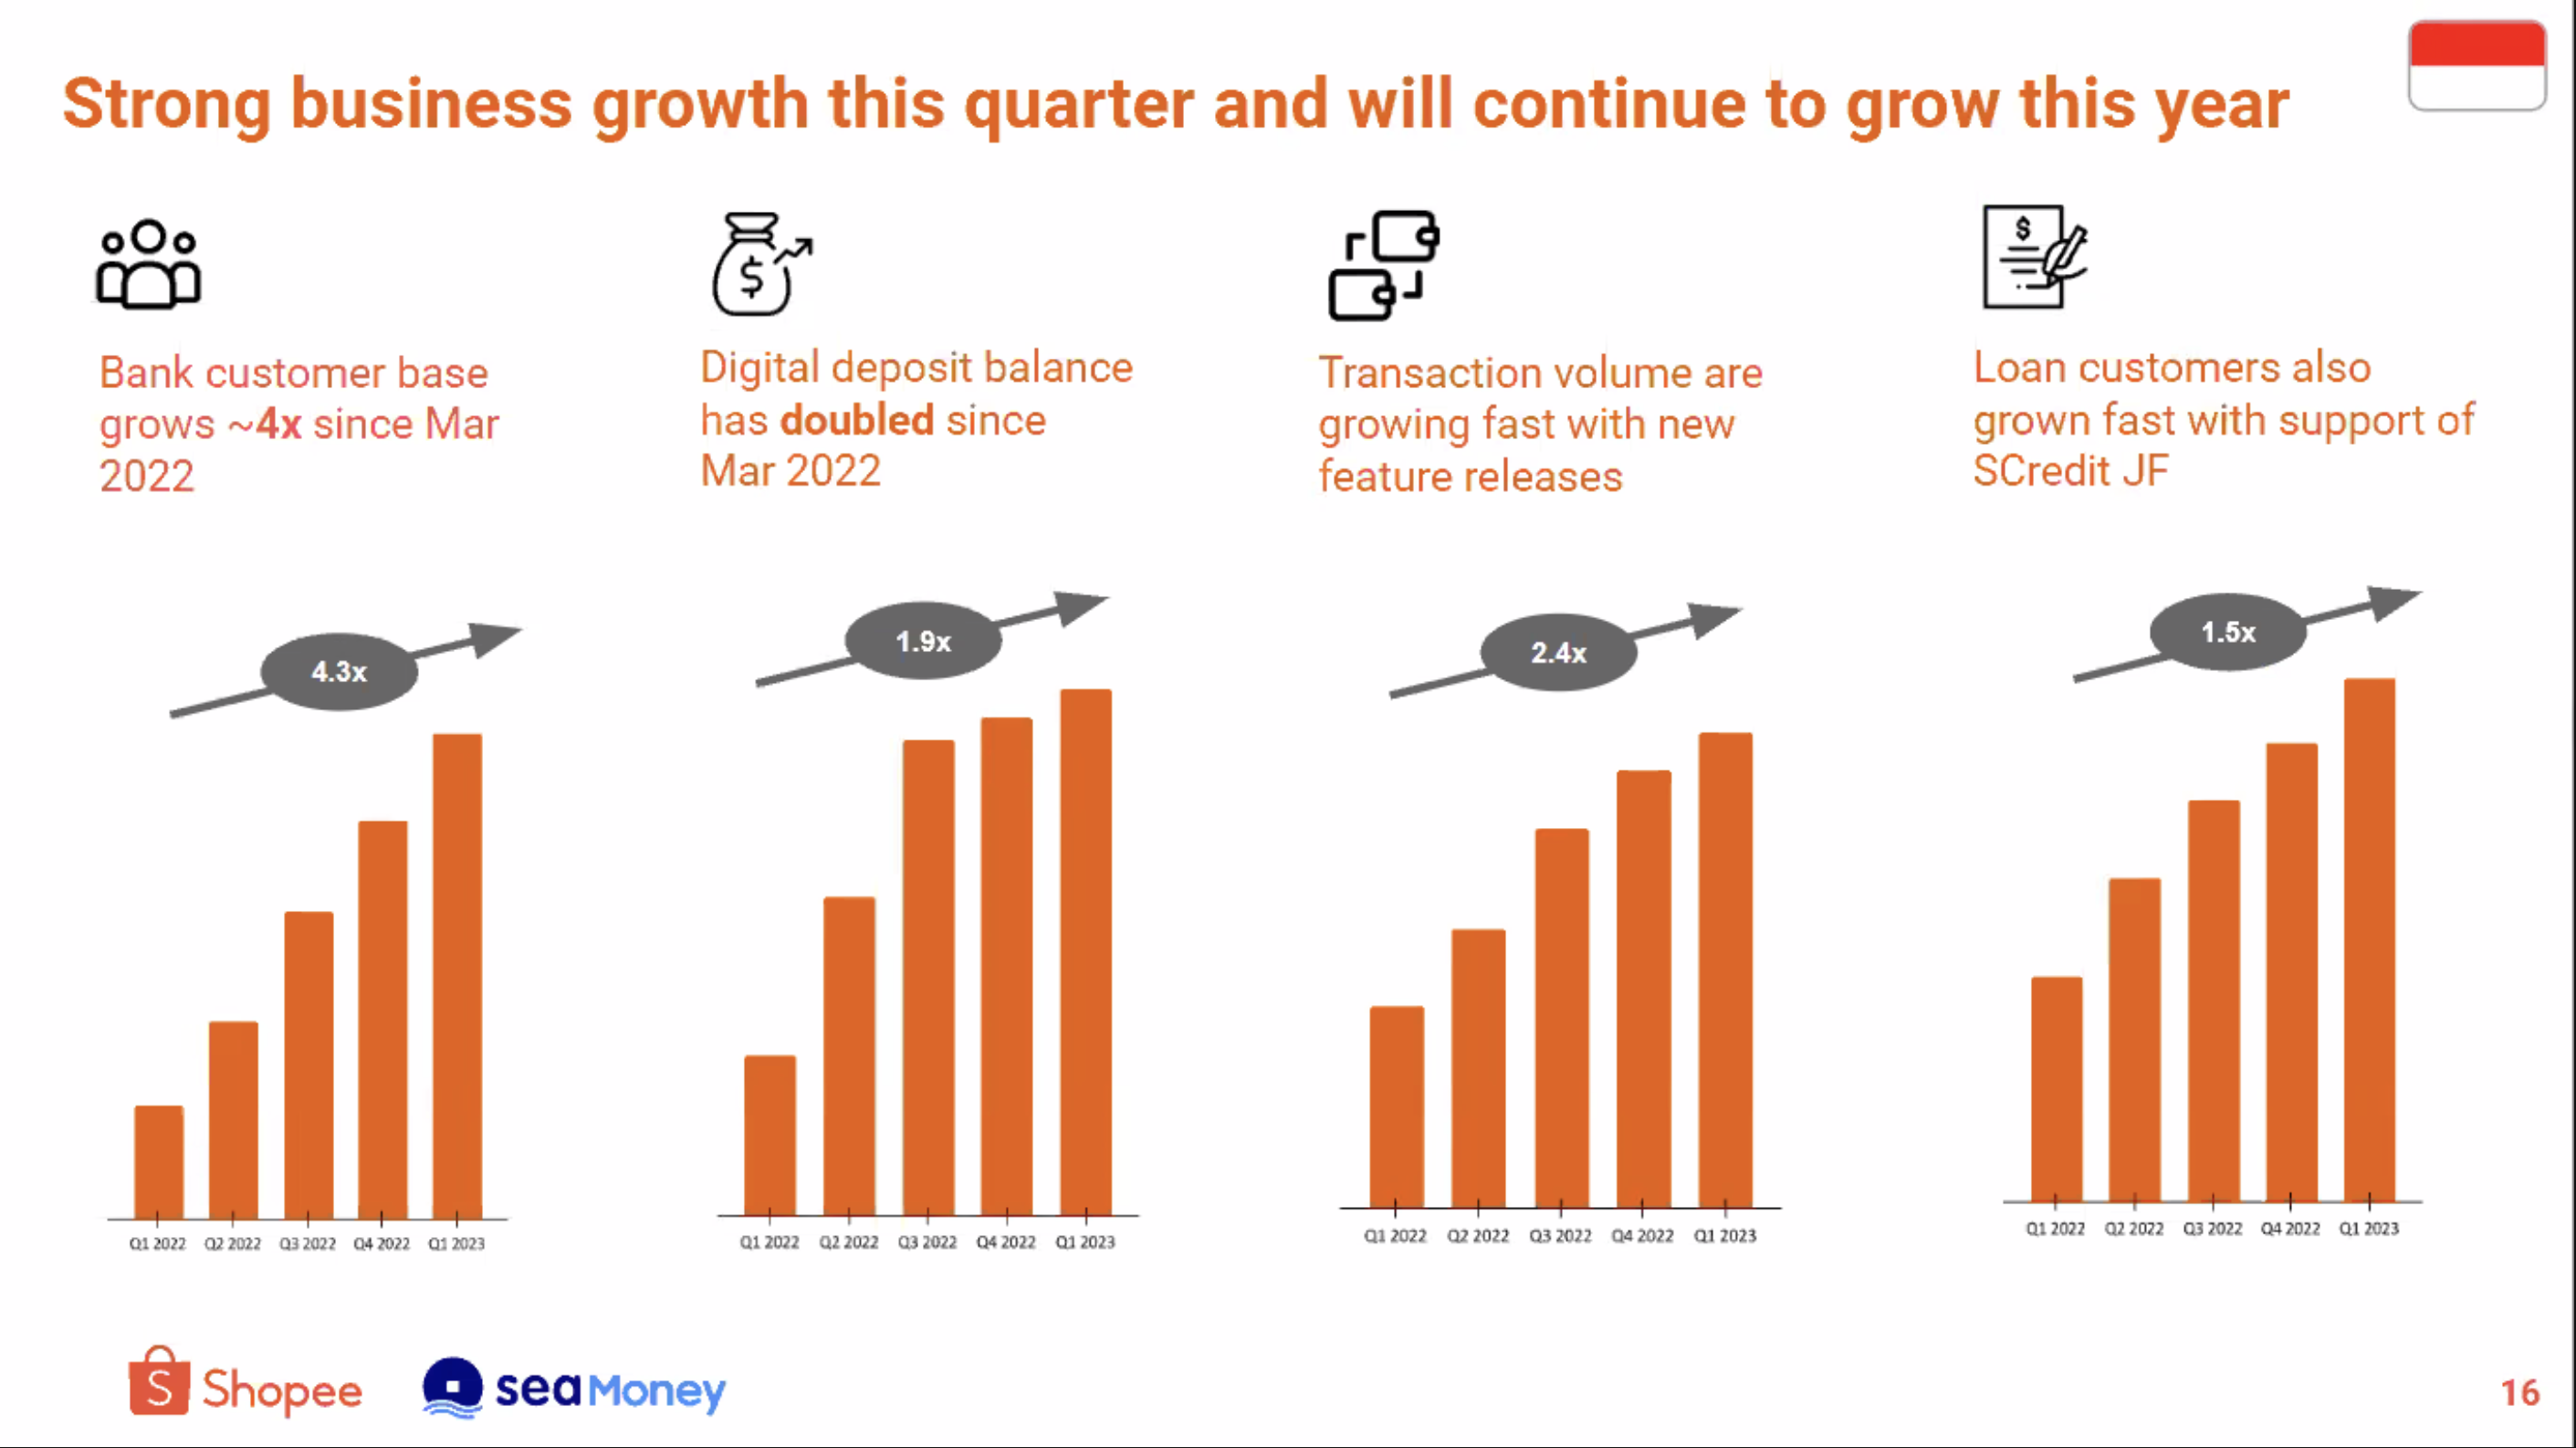 Strong business growth this quarter and will continue to grow this year
Bank customer base
grows ~4x since Mar
2022
Digital deposit balance
has doubled since
Mar 2022
Transaction volume are
growing fast with new
feature releases
Loan customers also
grown fast with support of
SCredit JF
$
$
4.3x
1.9x
2.4x
1.5x
Q1 2022 Q2 2022 Q3 2022 Q4 2022 Q1 2023
Q1 2022 Q2 2022 Q3 2022 Q4 2022 Q1 2023
Q1 2022 Q2 2022 Q3 2022 Q4 2022 Q1 2023
Q1 2022 Q2 2022 Q3 2022 Q4 2022 Q1 2023
S Shopee
sea Money
16